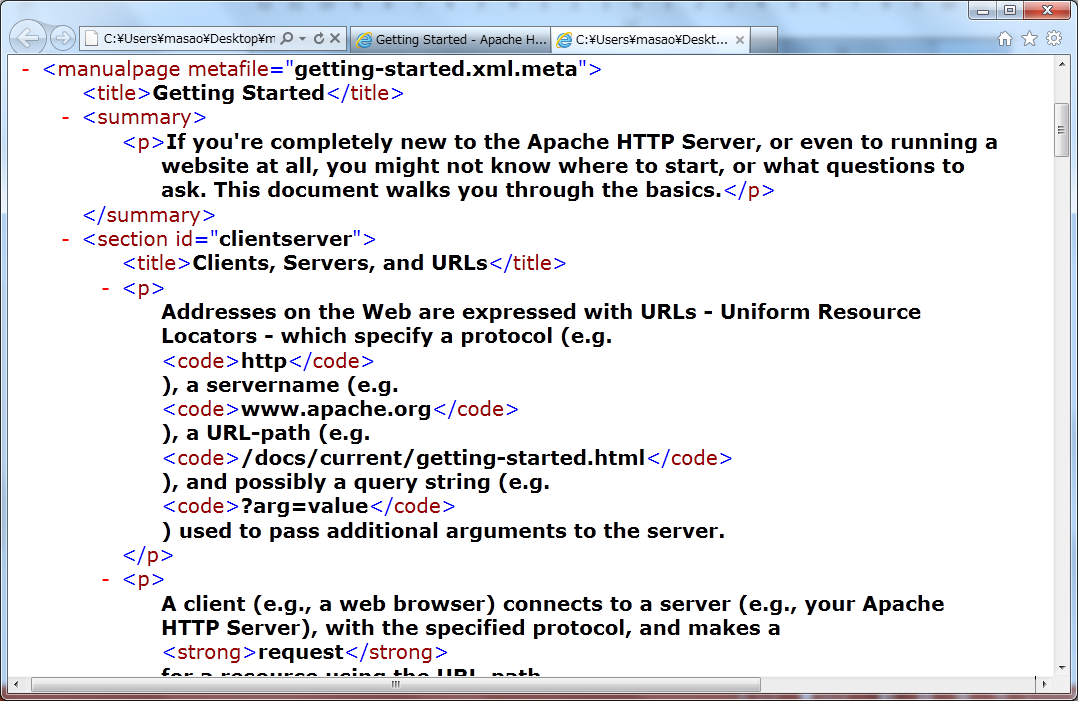 C:¥Users¥masao¥Desktop¥m
Getting Started - Apache H...
C:¥Users¥masao¥Deskt...
- <manualpage metafile="getting-started.xml.meta">
<title>Getting Started</title>
- <summary>
<p>If you're completely new to the Apache HTTP Server, or even to running a
website at all, you might not know where to start, or what questions to
ask. This document walks you through the basics.</p>
</summary>
- <section id="clientserver">
<title>Clients, Servers, and URLs</title>
- <p>
Addresses on the Web are expressed with URLs - Uniform Resource
Locators - which specify a protocol (e.g.
<code>http</code>
), a servername (e.g.
<code>www.apache.org</code>
), a URL-path (e.g.
<code>/docs/current/getting-started.html</code>
), and possibly a query string (e.g.
<code>?arg=value</code>
) used to pass additional arguments to the server.
</p>
- <p>
A client (e.g., a web browser) connects to a server (e.g., your Apache
HTTP Server), with the specified protocol, and makes a
<strong>request</strong>
for a resource using the URL-path